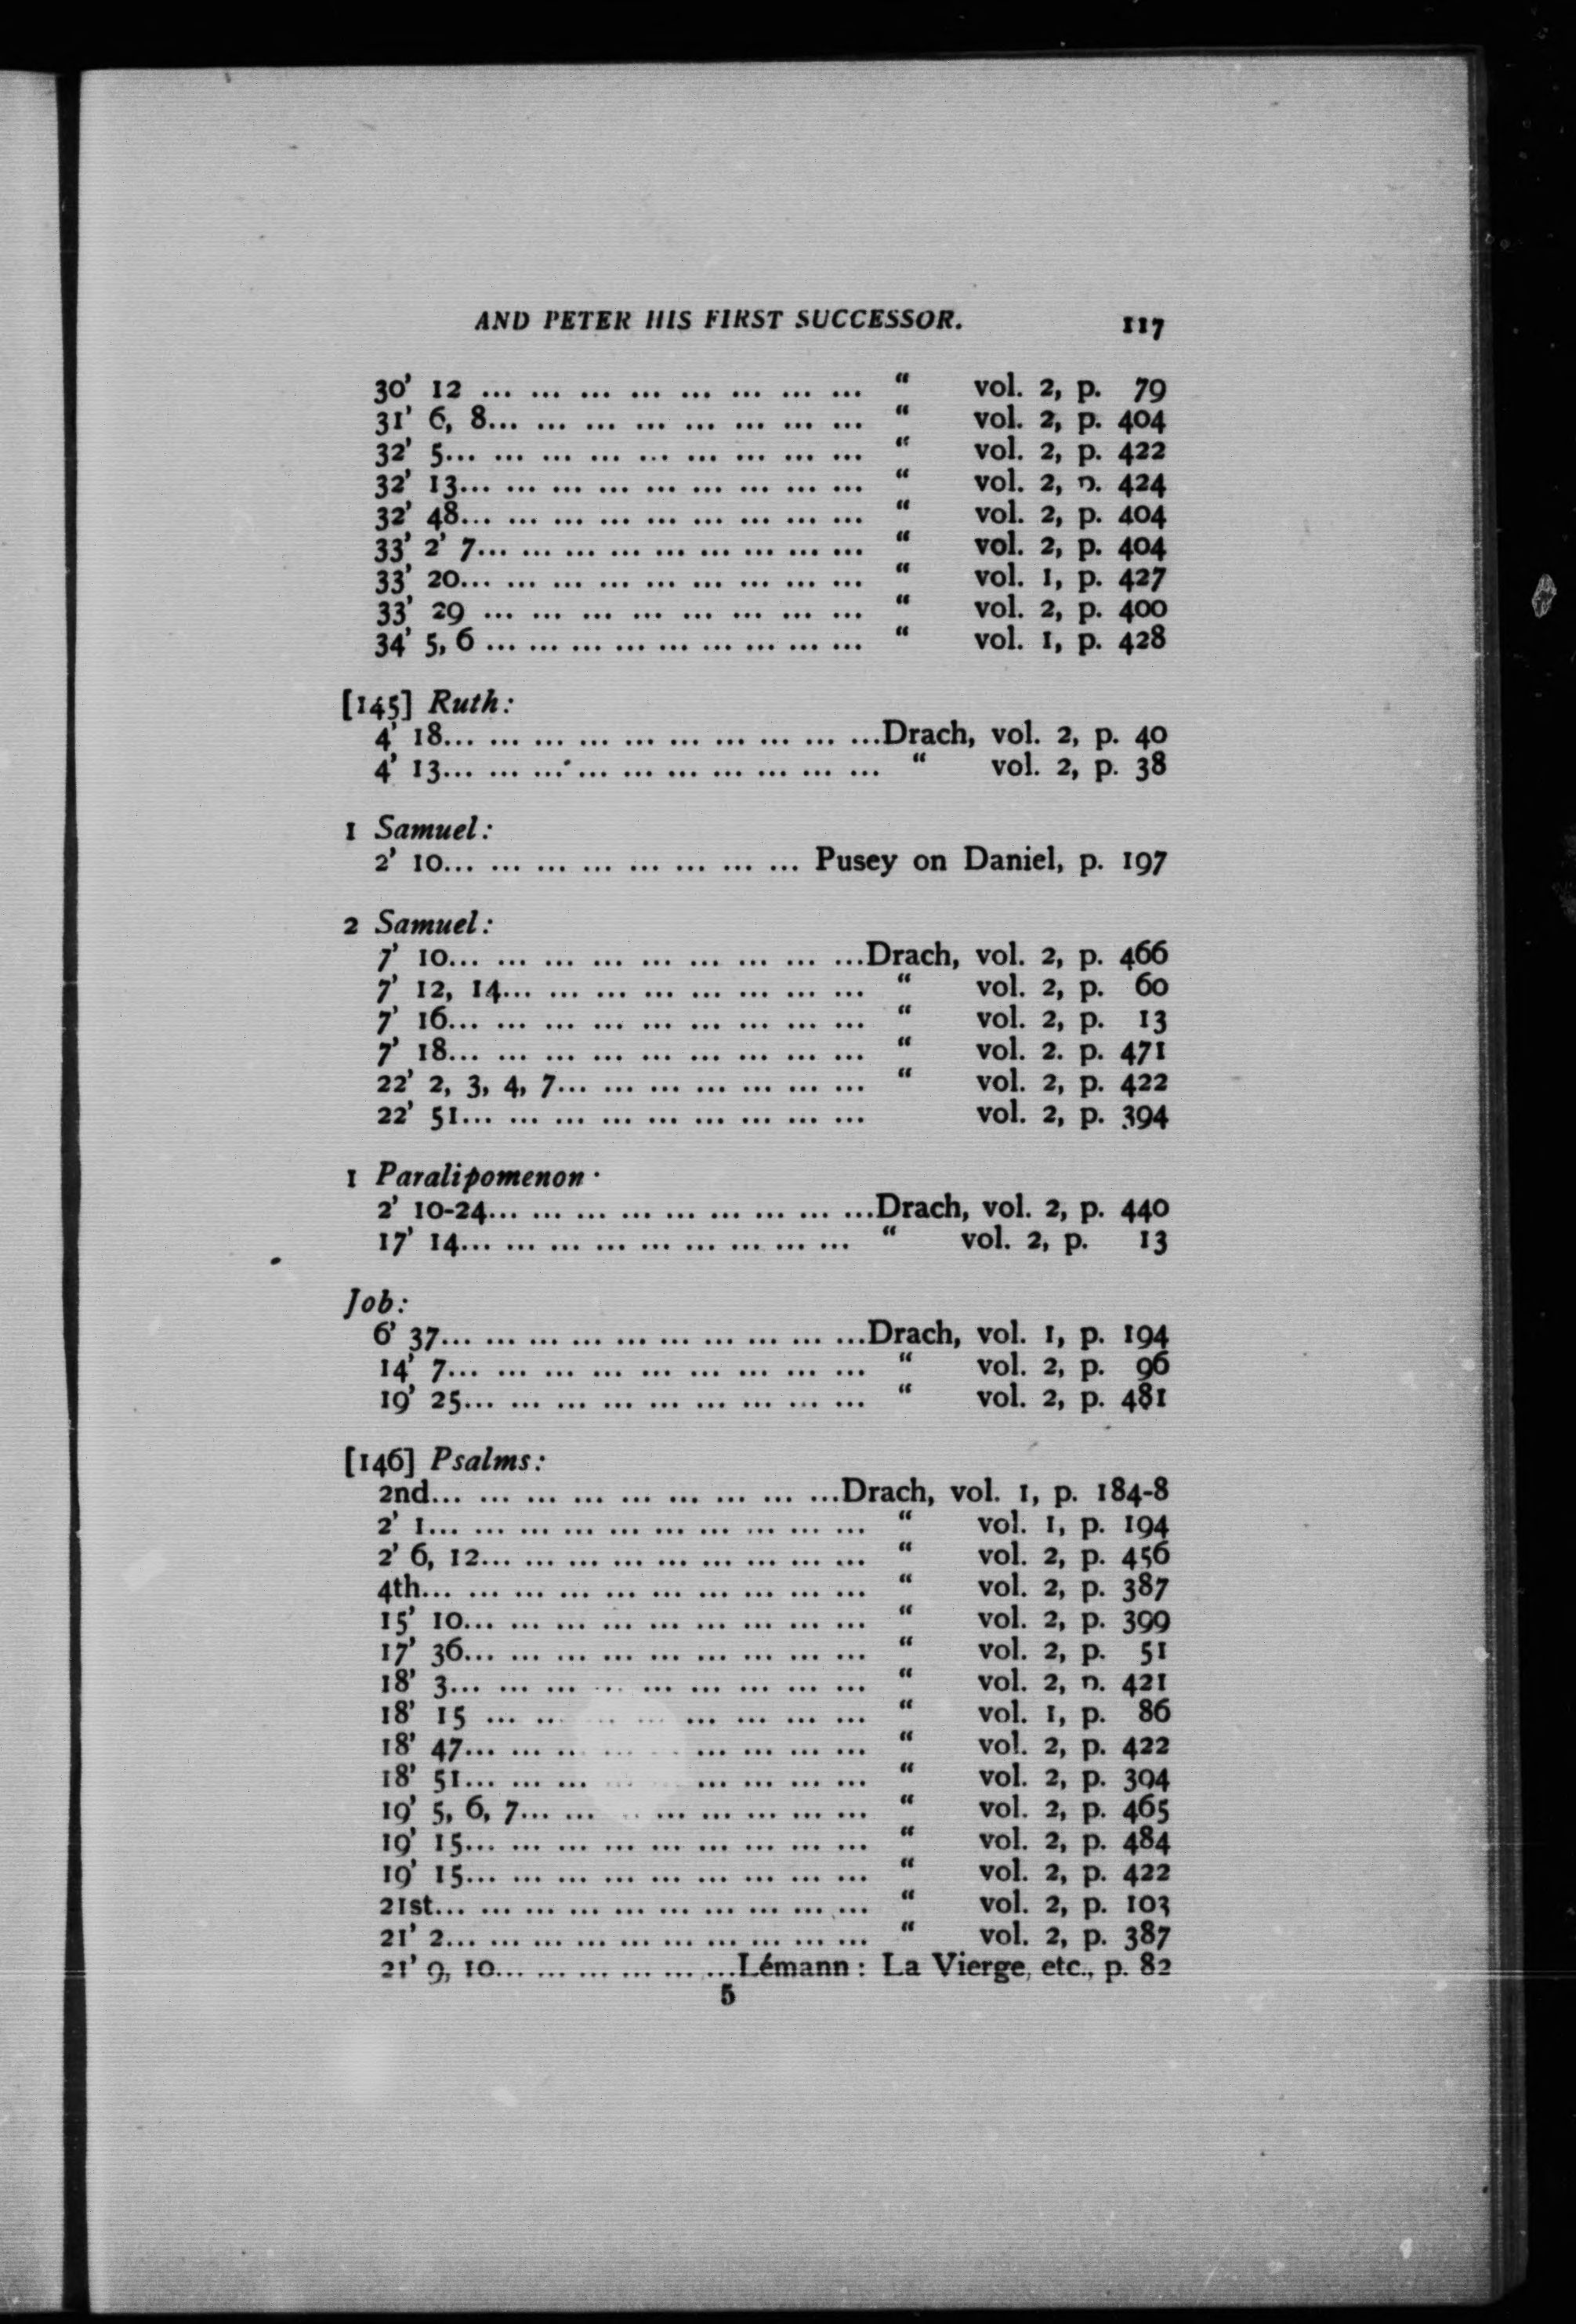 AND PETER HIS FIRST SUCCESSOR. 117
30' 12 ... ... ... ... ... ... ... ... “ vol. 2, p. 79
31' 6, 8... ... ... ... ... ... ... ... “ vol. 2, p. 404
32' 5... ... ... ... ... ... ... ... ... “ vol. 2, p. 422
32' 13... ... ... ... ... ... ... ... ... “ vol. 2, p. 424
32' 48... ... ... ... ... ... ... ... ... “ vol. 2, p. 404
33' 2' 7... ... ... ... ... ... ... ... ... “ vol. 2, p. 404
33' 20... ... ... ... ... ... ... ... ... “ vol. 1, p. 427
33' 29 ... ... ... ... ... ... ... ... “ vol. 2, p. 400
34' 5, 6 ... ... ... ... ... ... ... ... ... “ vol. 1, p. 428
[145] Ruth:
4' 18... ... ... ... ... ... ... ... ... ...Drach, vol. 2, p. 40
4' 13... ... ... ... ... ... ... ... ... ... “ vol. 2, p. 38
1 Samuel:
2' 10... ... ... ... ... ... ... ... Pusey on Daniel, p. 197
2 Samuel:
7' 10... ... ... ... ... ... ... ... ...Drach, vol. 2, p. 466
7' 12, 14... ... ... ... ... ... ... ... “ vol. 2, p. 60
7' 16... ... ... ... ... ... ... ... ... “ vol. 2, p. 13
7' 18... ... ... ... ... ... ... ... ... “ vol. 2. p. 471
22' 2, 3, 4, 7... ... ... ... ... ... ... “ vol. 2, p. 422
22' 51... ... ... ... ... ... ... ... ... vol. 2, p. 394
1 Paralipomenon ·
2' 10-24... ... ... ... ... ... ... ... ...Drach, vol. 2, p. 440
17' 14... ... ... ... ... ... ... ... ... “ vol. 2, p. 13
Job:
6' 37... ... ... ... ... ... ... ... ... ...Drach, vol. 1, p. 194
14' 7... ... ... ... ... ... ... ... ... “ vol. 2, p. 96
19' 25... ... ... ... ... ... ... ... ... “ vol. 2, p. 481
[146] Psalms:
2nd... ... ... ... ... ... ... ... ...Drach, vol. 1, p. 184-8
2' 1... ... ... ... ... ... ... ... ... ... “ vol. 1, p. 194
2' 6, 12... ... ... ... ... ... ... ... ... “ vol. 2, p. 456
4th... ... ... ... ... ... ... ... ... ... “ vol. 2, p. 387
15' 10... ... ... ... ... ... ... ... ... “ vol. 2, p. 399
17' 36... ... ... ... ... ... ... ... ... “ vol. 2, p. 51
18' 3... ... ... ... ... ... ... ... ... “ vol. 2, p. 421
18' 15 ... ... ... ... ... ... ... ... “ vol. 1, p. 86
18' 47... ... ... ... ... ... ... ... ... “ vol. 2, p. 422
18' 51... ... ... ... ... ... ... ... “ vol. 2, p. 394
19' 5, 6, 7... ... ... ... ... ... ... ... “ vol. 2, p. 465
19' 15... ... ... ... ... ... ... ... ... “ vol. 2, p. 484
19' 15... ... ... ... ... ... ... ... ... “ vol. 2, p. 422
21st... ... ... ... ... ... ... ... ... ... “ vol. 2, p. 103
21' 2... ... ... ... ... ... ... ... ... ... “ vol. 2, p. 387
21' 9, 10... ... ... ... ... ...Lémann: La Vierge, etc., p. 82
5